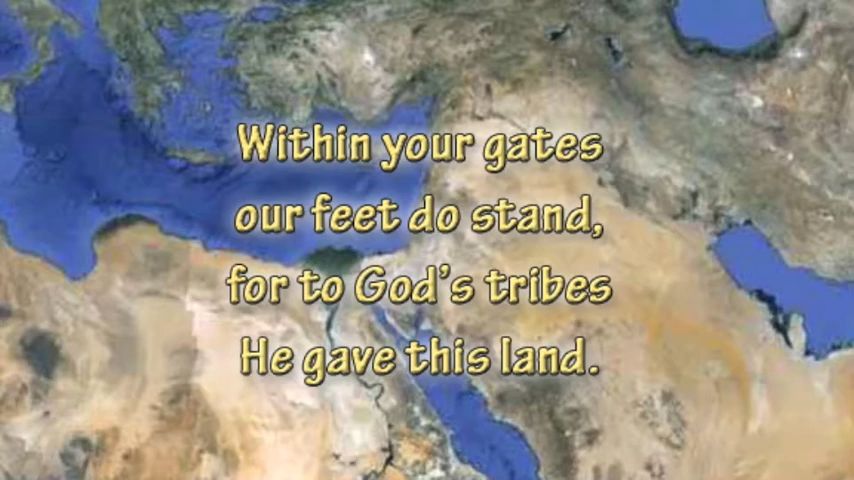 Within your gates
our feet do stand,
for to God's tribes
He gave this land.